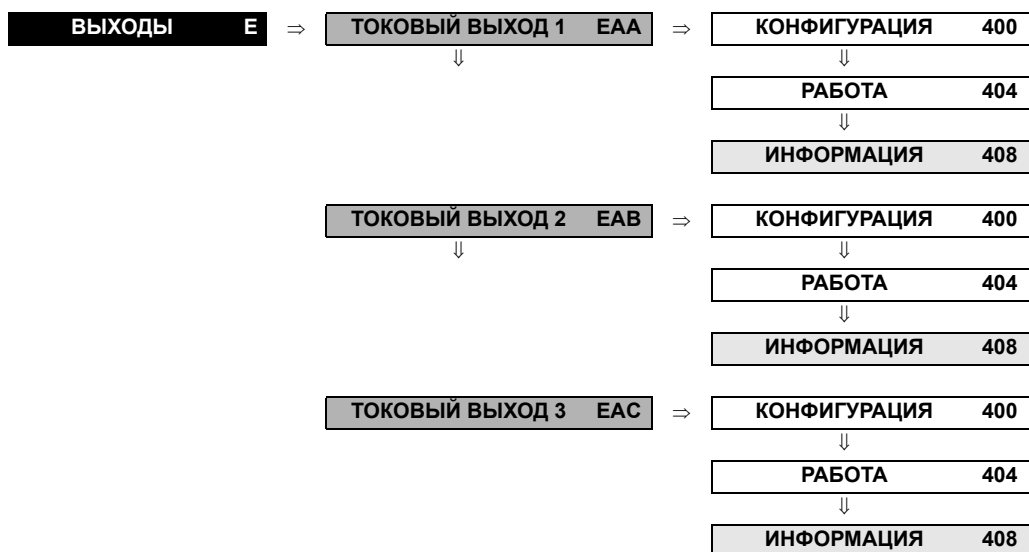 ВЫХОДЫ E ⇒ ТОКОВЫЙ ВЫХОД 1 EAA ⇒ КОНФИГУРАЦИЯ 400
⇓ ⇓
РАБОТА 404
⇓
ИНФОРМАЦИЯ 408
ТОКОВЫЙ ВЫХОД 2 EAB ⇒ КОНФИГУРАЦИЯ 400
⇓ ⇓
РАБОТА 404
⇓
ИНФОРМАЦИЯ 408
ТОКОВЫЙ ВЫХОД 3 EAC ⇒ КОНФИГУРАЦИЯ 400
⇓
РАБОТА 404
⇓
ИНФОРМАЦИЯ 408